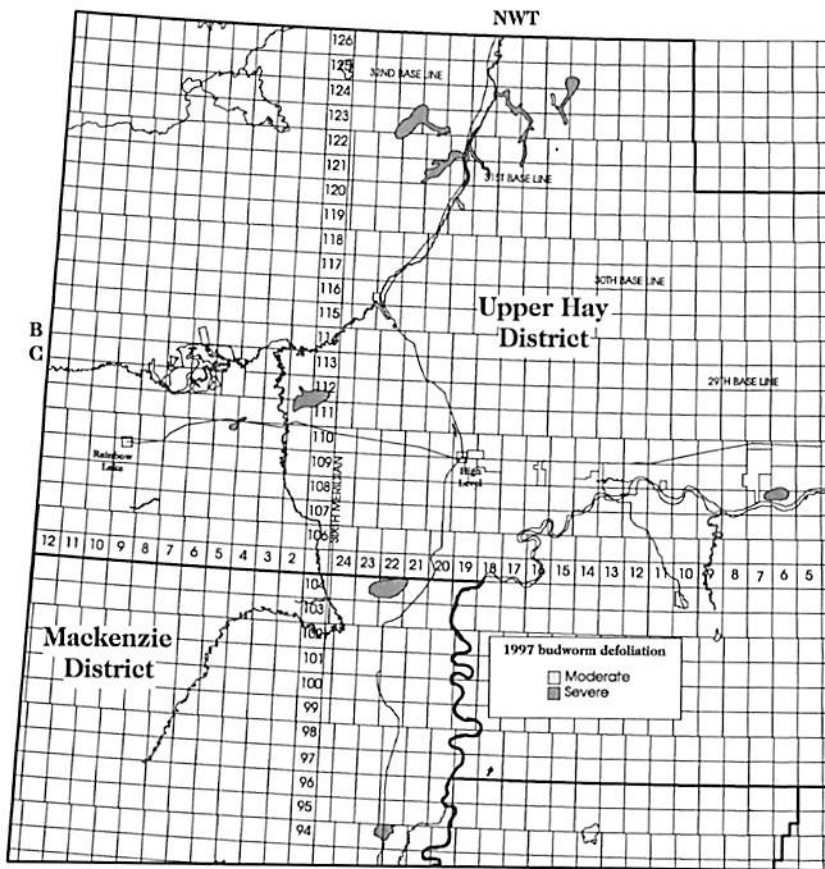 NWT
126
125
32ND BASE LINE
124
123
122
121
31ST BASE LINE
120
119
118
117
30TH BASE LINE
116
115
Upper Hay
District
B
C
114
113
29TH BASE LINE
112
111
110
Rainbow
Lake
109
High
Level
108
107
106
12 11 10 9 8 7 6 5 4 3 2 24 23 22 21 20 19 18 17 16 15 14 13 12 11 10 9 8 7 6 5
104
103
Mackenzie
District
101
100
99
98
97
96
95
94
1997 budworm defoliation
Moderate
Severe